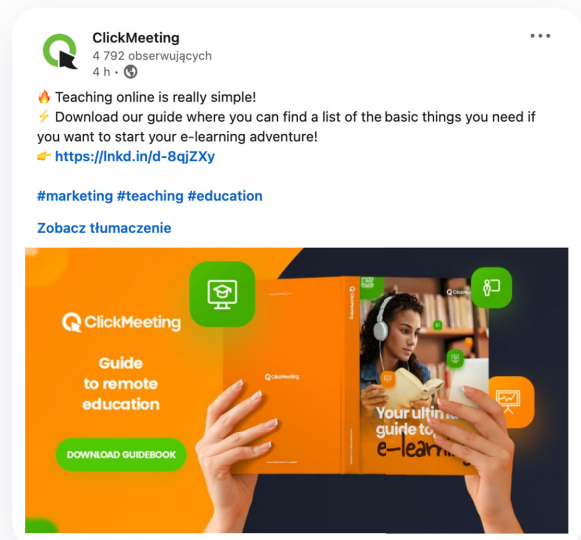 ClickMeeting
4 792 obserwujących
4 h •
🔥 Teaching online is really simple!
⚡ Download our guide where you can find a list of the basic things you need if
you want to start your e-learning adventure!
👉 https://lnkd.in/d-8qjZXy
#marketing #teaching #education
Zobacz tłumaczenie
ClickMeeting
Guide
to remote
education
DOWNLOAD GUIDEBOOK
ClickMeeting
ClickMeeting
Your
guide to